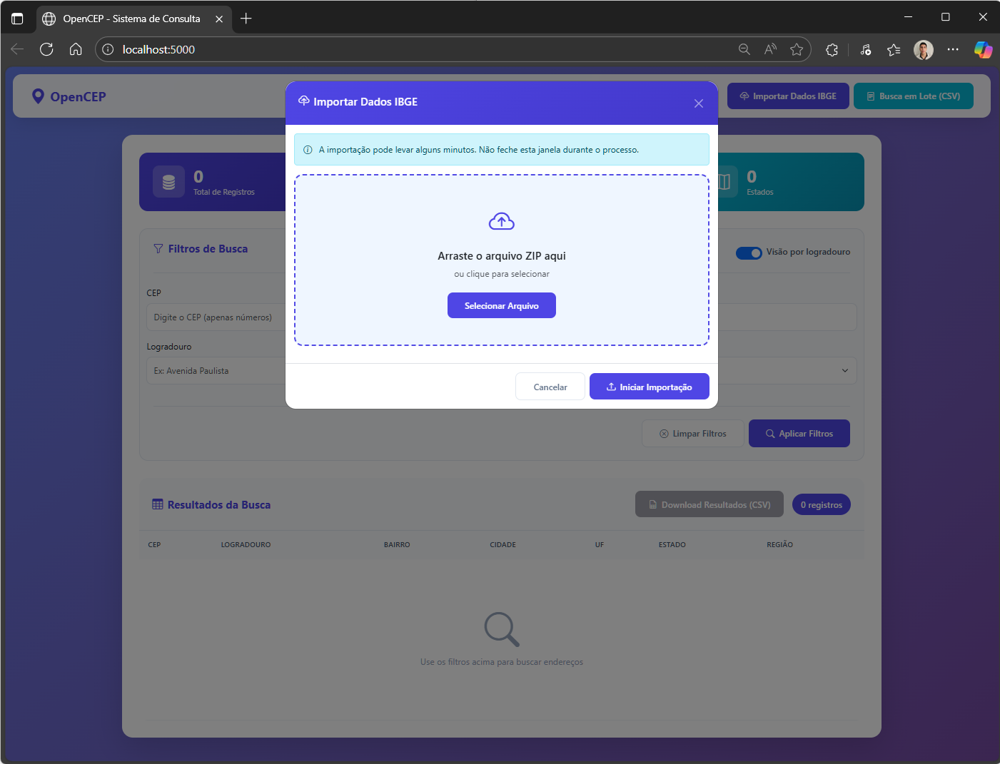 OpenCEP - Sistema de Consulta
localhost:5000
OpenCEP
Importar Dados IBGE
Busca em Lote (CSV)
Importar Dados IBGE
A importação pode levar alguns minutos. Não feche esta janela durante o processo.
Arraste o arquivo ZIP aqui
ou clique para selecionar
Selecionar Arquivo
Cancelar
Iniciar Importação
0
Total de Registros
0
Estados
Filtros de Busca
Visão por logradouro
CEP
Digite o CEP (apenas números)
Logradouro
Ex: Avenida Paulista
Limpar Filtros
Aplicar Filtros
Resultados da Busca
Download Resultados (CSV)
0 registros
CEP LOGRADOURO BAIRRO CIDADE UF ESTADO REGIÃO
Use os filtros acima para buscar endereços